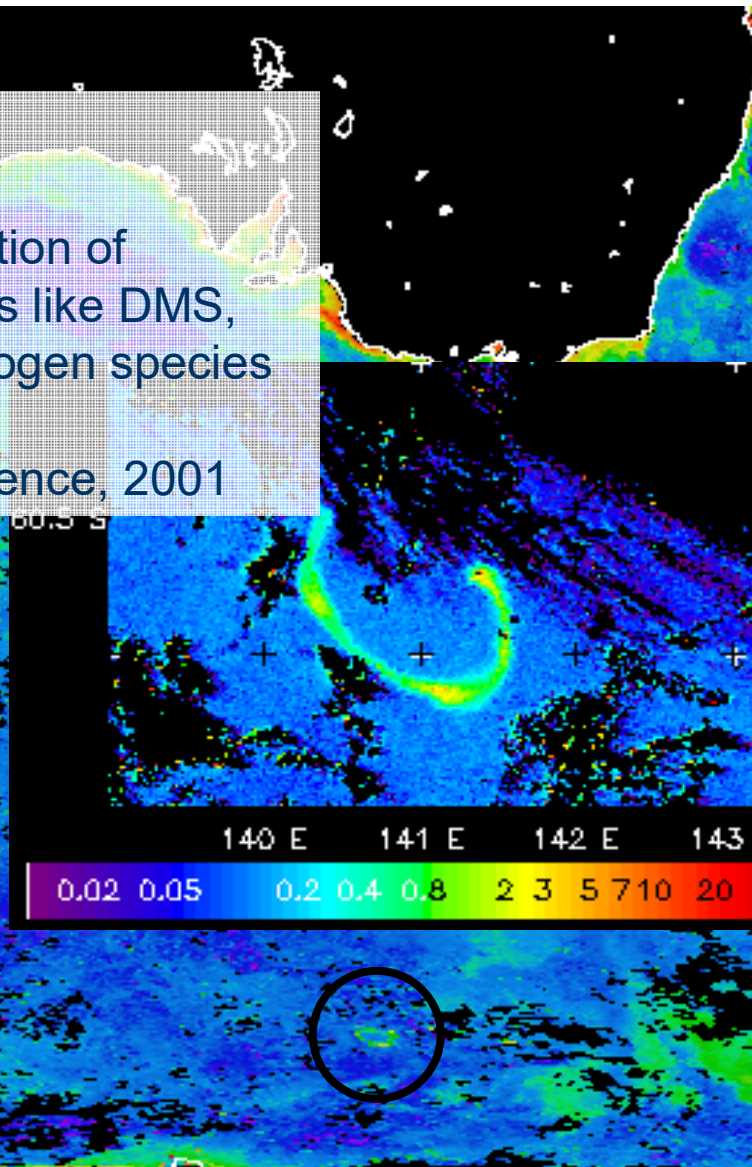 tion of
s like DMS,
ogen species
ence, 2001
60.5 S
140 E 141 E 142 E 143
0.02 0.05 0.2 0.4 0.8 2 3 5 7 10 20